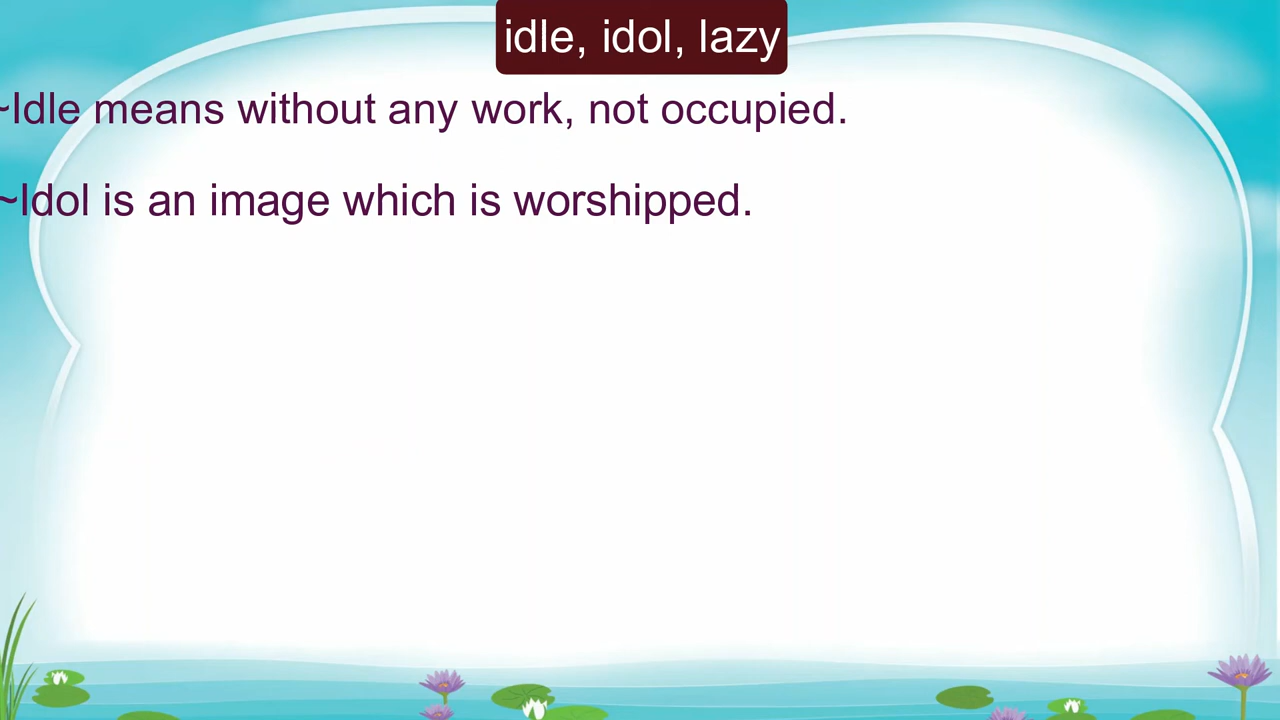 idle, idol, lazy
~Idle means without any work, not occupied.
~Idol is an image which is worshipped.